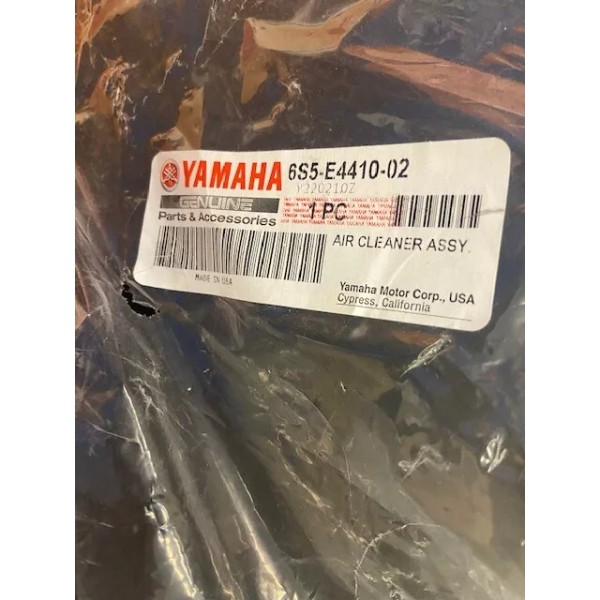 YAMAHA 6S5-E4410-02
Y220210Z
GENUINE
Parts & Accessories
1 PC
AIR CLEANER ASSY.
MADE IN USA
Yamaha Motor Corp., USA
Cypress, California